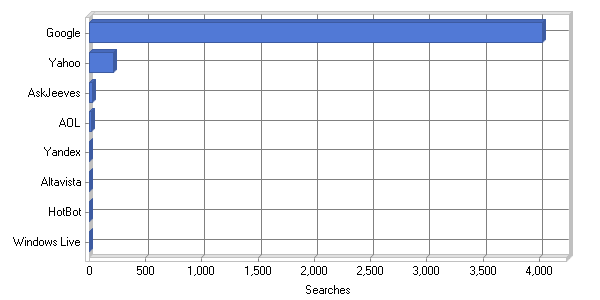 Google
Yahoo
AskJeeves
AOL
Yandex
Altavista
HotBot
Windows Live
0 500 1,000 1,500 2,000 2,500 3,000 3,500 4,000
Searches